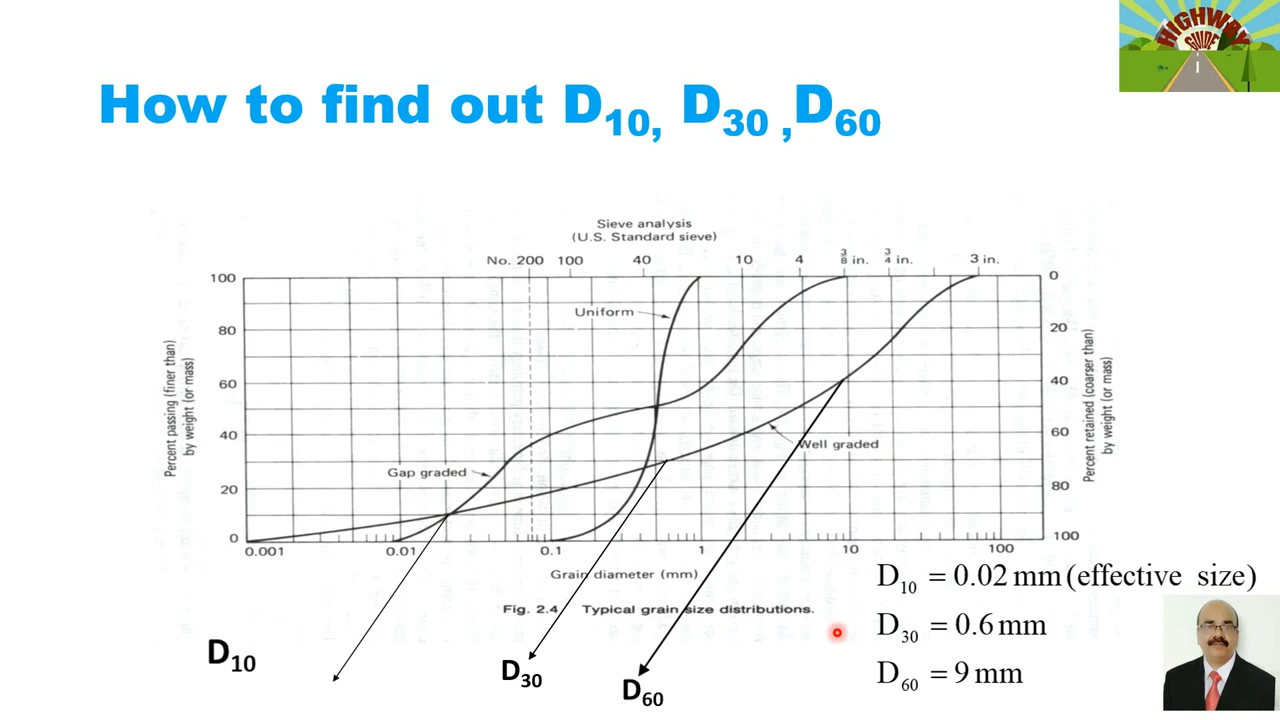 HIGHWAY
GUIDE
How to find out D10, D30 ,D60
Sieve analysis
(U.S. Standard sieve)
No. 200 100 40 10 4 3/8 in. 3/4 in. 3 in.
100 0
80 20
60 40
40 60
20 80
0 100
Percent passing (finer than)
by weight (or mass)
Percent retained (coarser than)
by weight (or mass)
Uniform
Well graded
Gap graded
0.001 0.01 0.1 1 10 100
Grain diameter (mm)
Fig. 2.4 Typical grain size distributions.
D10 = 0.02 mm (effective size)
D30 = 0.6 mm
D60 = 9 mm
D10
D30
D60